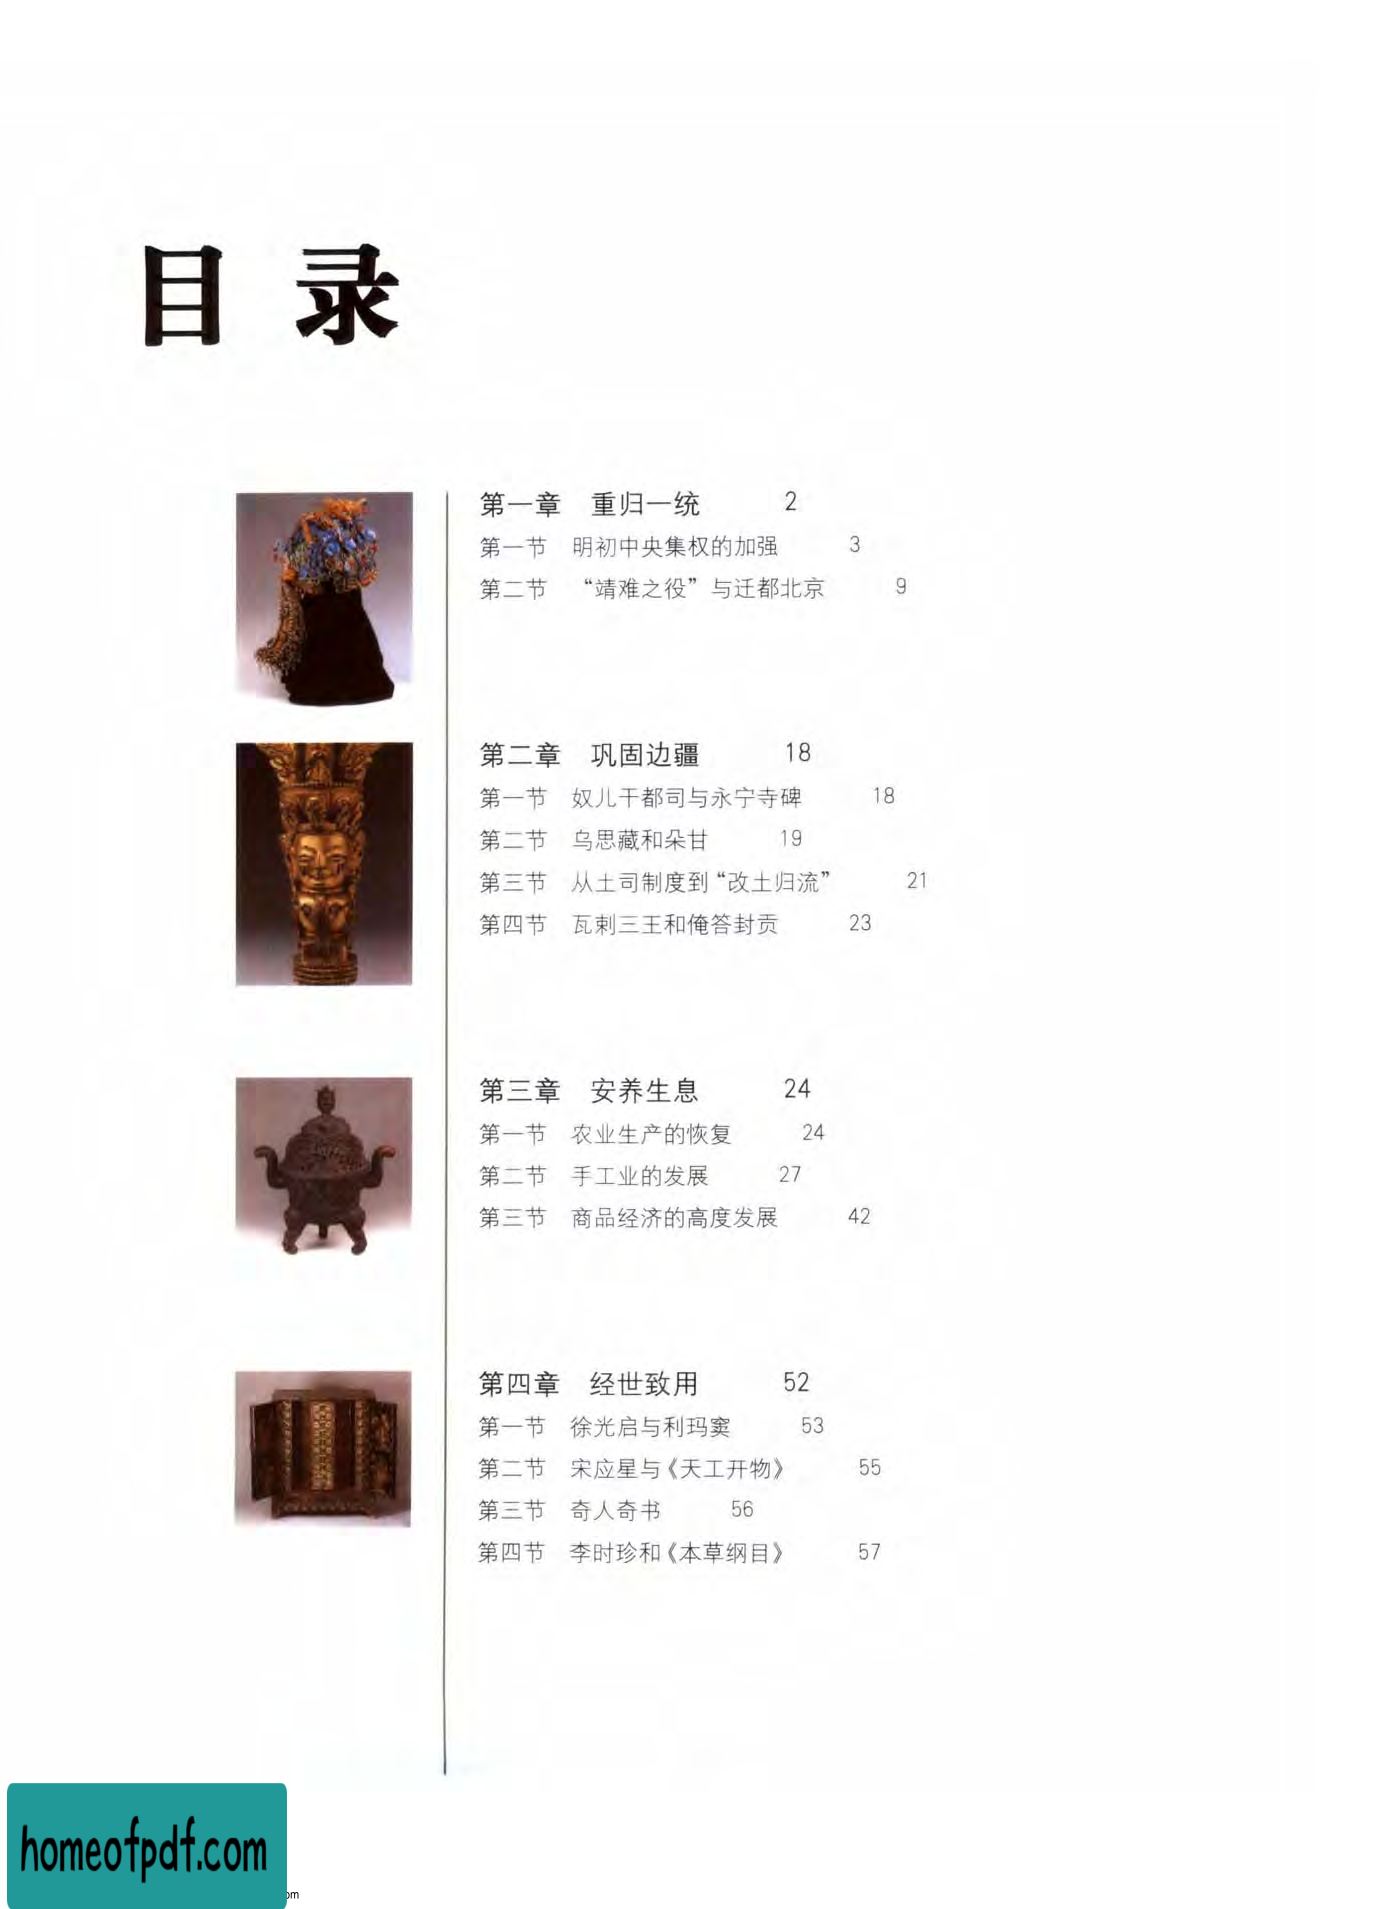 目 录
第一章 重归一统 2
第一节 明初中央集权的加强 3
第二节 “靖难之役”与迁都北京 9
第二章 巩固边疆 18
第一节 奴儿干都司与永宁寺碑 18
第二节 乌思藏和朵甘 19
第三节 从土司制度到“改土归流” 21
第四节 瓦剌三王和俺答封贡 23
第三章 安养生息 24
第一节 农业生产的恢复 24
第二节 手工业的发展 27
第三节 商品经济的高度发展 42
第四章 经世致用 52
第一节 徐光启与利玛窦 53
第二节 宋应星与《天工开物》 55
第三节 奇人奇书 56
第四节 李时珍和《本草纲目》 57
homeofpdf.com
om